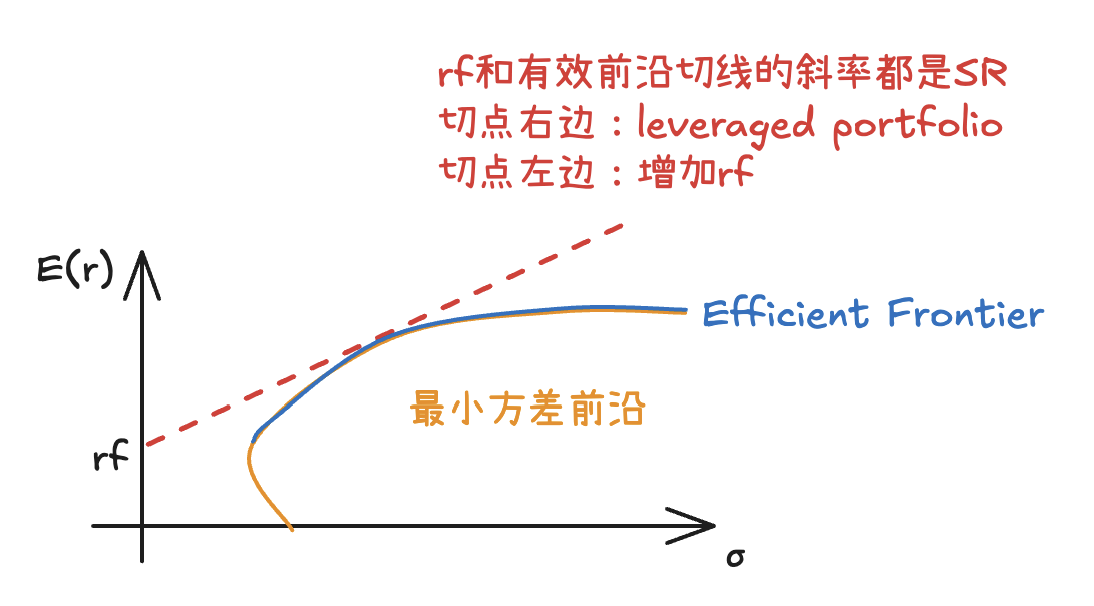 rf和有效前沿切线的斜率都是SR
切点右边：leveraged portfolio
切点左边：增加rf
E(r)
Efficient Frontier
最小方差前沿
rf
σ